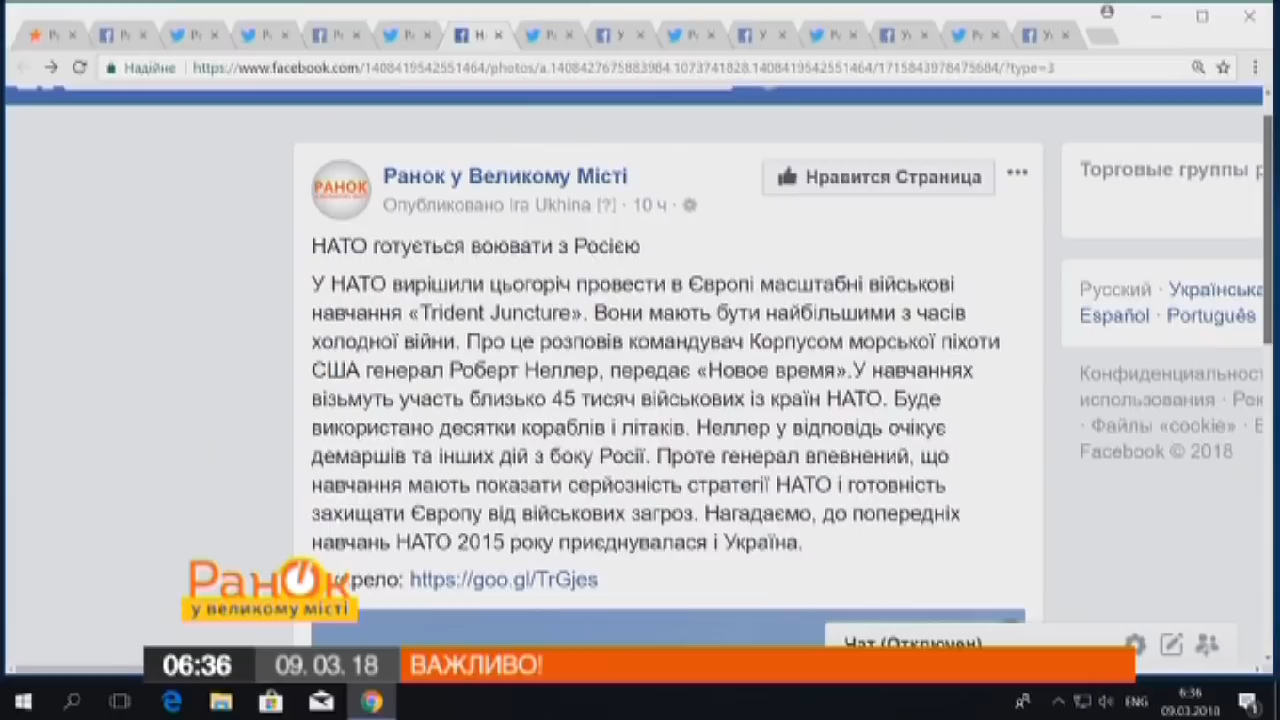 Надійне https://www.facebook.com/1408419542551464/photos/a.1408427675883984.1073741828.1408419542551464/1715843978475684/?type=3
РАНОК
Ранок у Великому Місті
Нравится Страница
Опубликовано Ira Ukhina [?] · 10 ч ·
НАТО готується воювати з Росією
У НАТО вирішили цьогоріч провести в Європі масштабні військові
навчання «Trident Juncture». Вони мають бути найбільшими з часів
холодної війни. Про це розповів командувач Корпусом морської піхоти
США генерал Роберт Неллер, передає «Новое время».У навчаннях
візьмуть участь близько 45 тисяч військових із країн НАТО. Буде
використано десятки кораблів і літаків. Неллер у відповідь очікує
демаршів та інших дій з боку Росії. Проте генерал впевнений, що
навчання мають показати серйозність стратегії НАТО і готовність
захищати Європу від військових загроз. Нагадаємо, до попередніх
навчань НАТО 2015 року приєднувалася і Україна.
https://goo.gl/TrGjes
Торговые группы
Русский · Українська
Español · Português
Конфиденциальност
использования ·
· Файлы «cookie» ·
Facebook © 2018
Чат (Отключен)
Ранок
у великому місті
06:36 09. 03. 18 ВАЖЛИВО!
ENG
6:36
09.03.2018